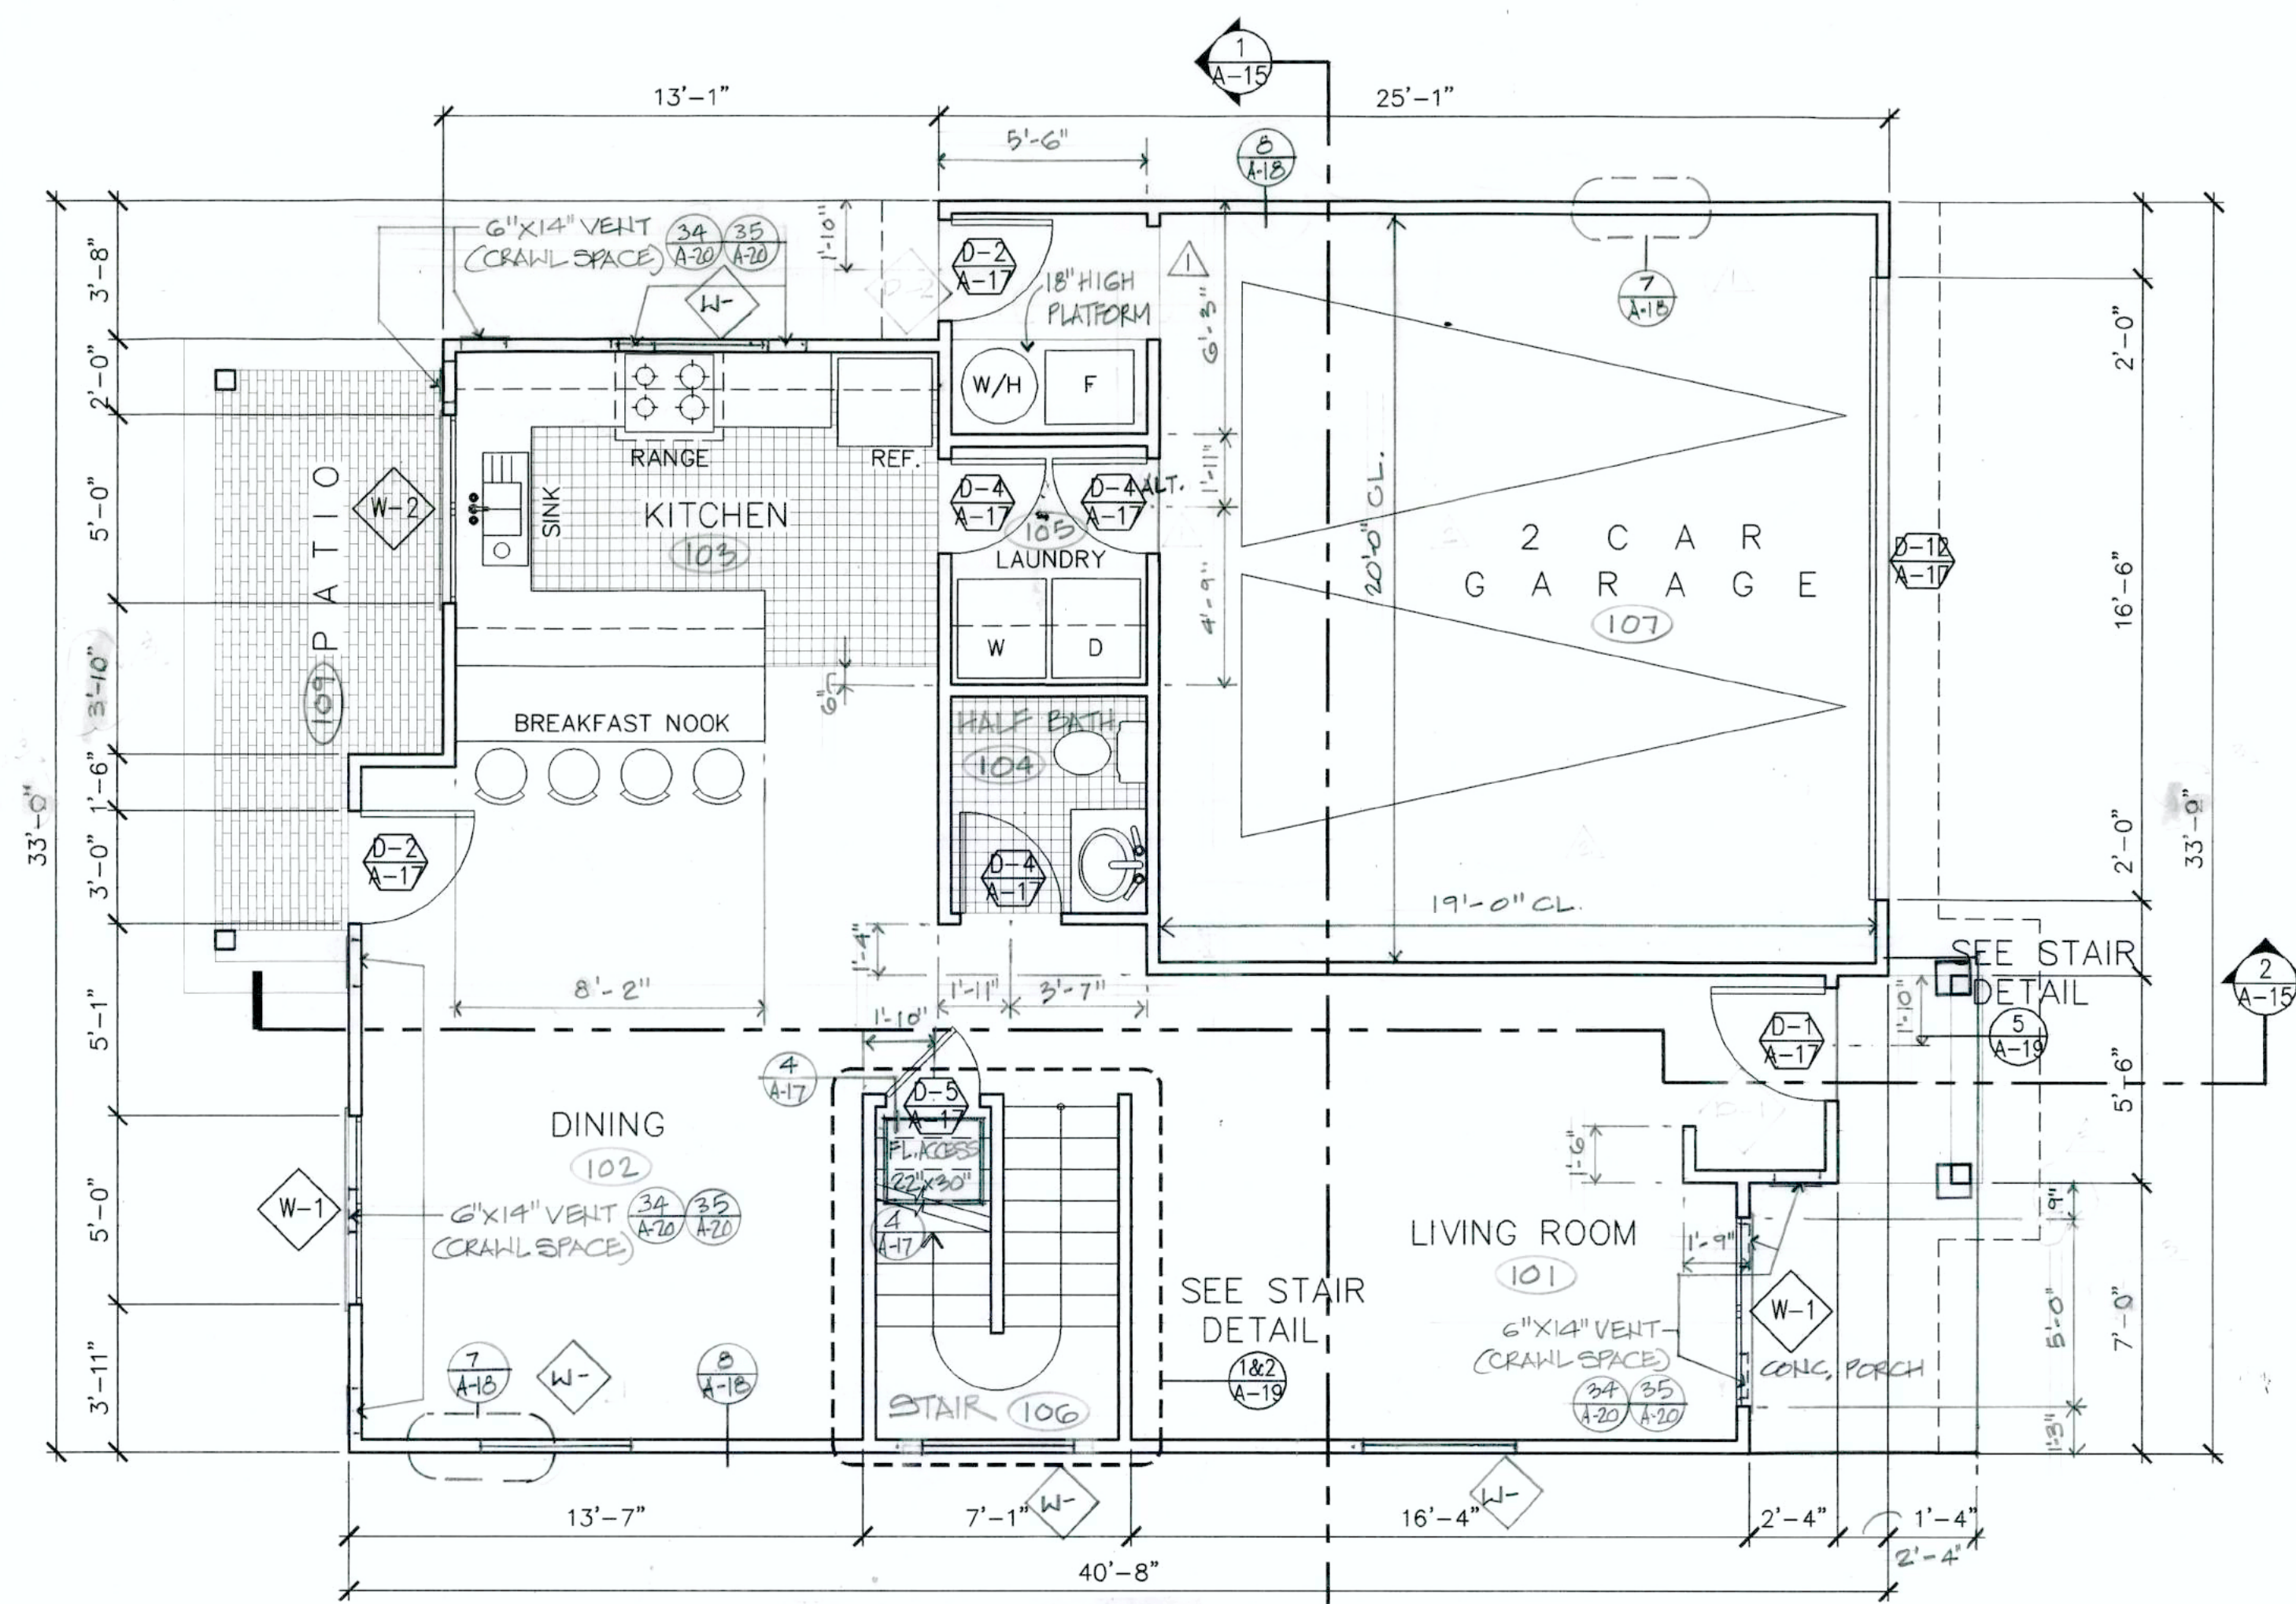 1
A-15
13'-1"
25'-1"
5'-6"
8
A-18
6"X14" VENT
(CRAWL SPACE)
34
A-20
35
A-20
1'-10"
W-
D-2
A-17
18" HIGH
PLATFORM
1
7
A-18
3'-8"
2'-0"
5'-0"
3'-10"
1'-6"
3'-0"
5'-1"
5'-0"
3'-11"
33'-0"
6'-3"
1'-11"
4'-9"
20'-0" CL.
W/H
F
RANGE
REF.
SINK
KITCHEN
103
PATIO
109
W-2
D-4
A-17
D-4 ALT.
A-17
105
LAUNDRY
W
D
2 CAR
GARAGE
107
D-12
A-17
2'-0"
16'-6"
2'-0"
33'-0"
6"
BREAKFAST NOOK
HALF BATH
104
D-2
A-17
D-4
A-17
19'-0" CL.
1'-4"
8'-2"
1'-11"
3'-7"
1'-10"
SEE STAIR
DETAIL
5
A-19
1'-10"
2
A-15
D-1
A-17
5'-6"
4
A-17
D-5
A-17
FL. ACCESS
22"x30"
4
A-17
DINING
102
W-1
6"X14" VENT
(CRAWL SPACE)
34
A-20
35
A-20
1'-6"
LIVING ROOM
101
1'-9"
9"
5'-0"
7'-0"
1'-3"
W-1
SEE STAIR
DETAIL
1&2
A-19
6"X14" VENT
(CRAWL SPACE)
34
A-20
35
A-20
CONC. PORCH
7
A-18
W-
8
A-18
STAIR 106
W-
W-
13'-7"
7'-1"
16'-4"
2'-4"
1'-4"
2'-4"
40'-8"